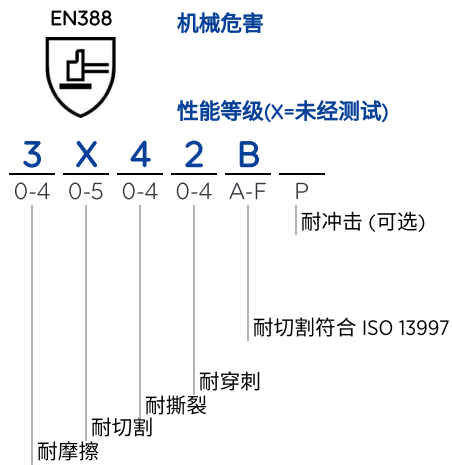 EN388
机械危害
性能等级(X=未经测试)
3 X 4 2 B
0-4 0-5 0-4 0-4 A-F P
耐冲击 (可选)
耐切割符合 ISO 13997
耐穿刺
耐撕裂
耐切割
耐摩擦